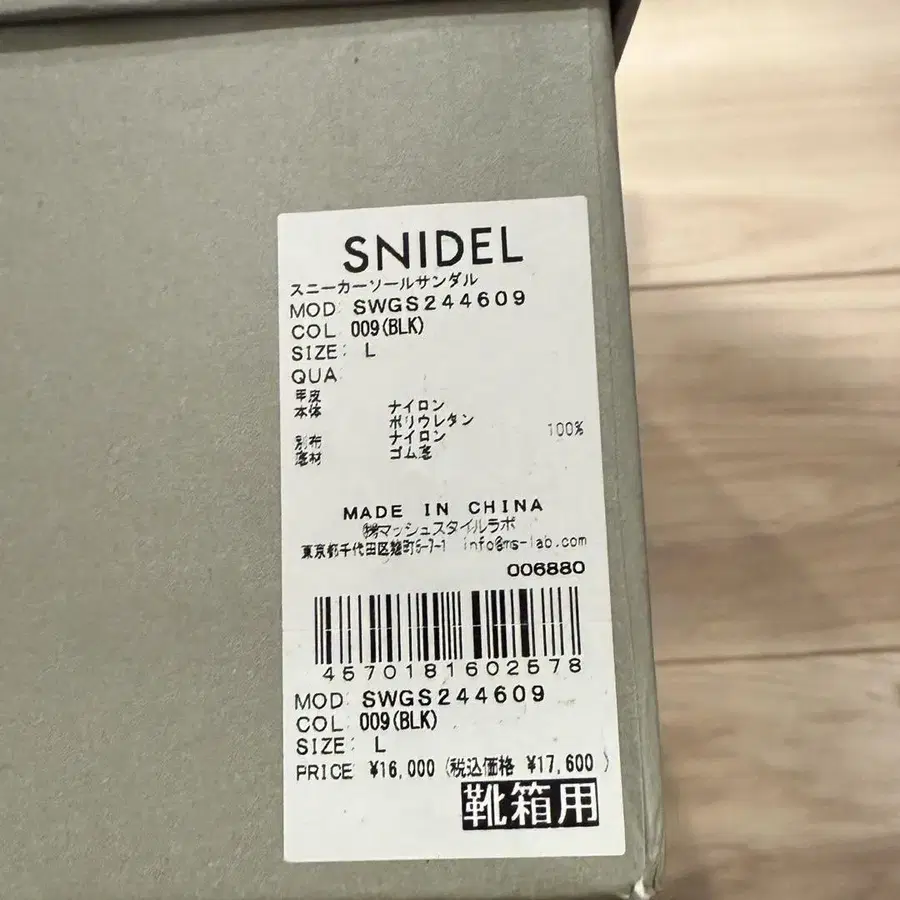 SNIDEL
スニーカーソールサンダル
MOD: SWGS244609
COL 009(BLK)
SIZE: L
QUA
甲皮
本体 ナイロン
ポリウレタン 100%
別布 ナイロン
底材 ゴム底
MADE IN CHINA
㈱マッシュスタイルラボ
東京都千代田区麹町5-7-1 info@ms-lab.com
006880
4570181602578
MOD: SWGS244609
COL 009(BLK)
SIZE: L
PRICE ¥16,000 (税込価格 ¥17,600 )
靴箱用